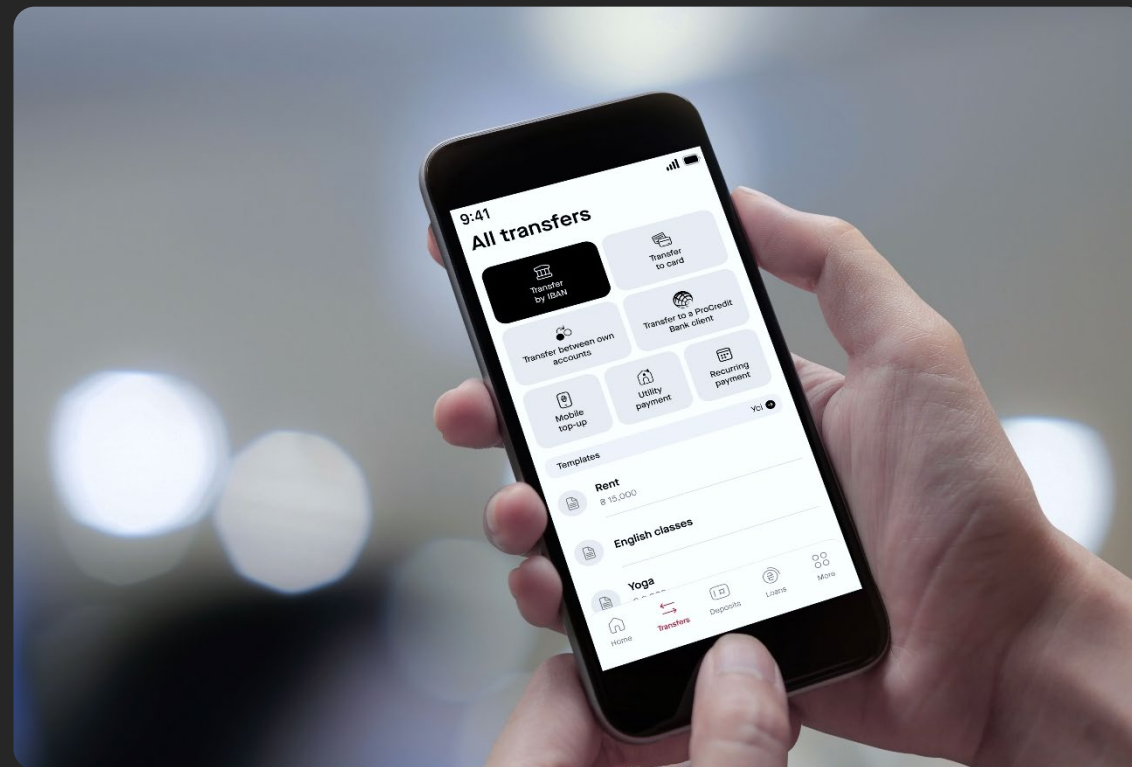 9:41
All transfers
Transfer
by IBAN
Transfer
to card
Transfer between own
accounts
Transfer to a ProCredit
Bank client
Mobile
top-up
Utility
payment
Recurring
payment
Templates
Усі
Rent
₴ 15,000
English classes
Yoga
Home
Transfers
Deposits
Loans
More